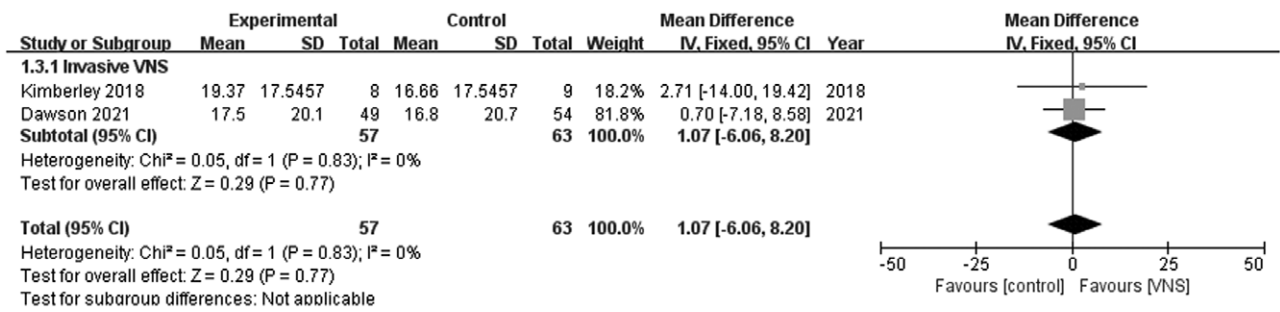 Experimental Control Mean Difference Mean Difference
Study or Subgroup Mean SD Total Mean SD Total Weight IV, Fixed, 95% CI Year IV, Fixed, 95% CI
1.3.1 Invasive VNS
Kimberley 2018 19.37 17.5457 8 16.66 17.5457 9 18.2% 2.71 [-14.00, 19.42] 2018
Dawson 2021 17.5 20.1 49 16.8 20.7 54 81.8% 0.70 [-7.18, 8.58] 2021
Subtotal (95% CI) 57 63 100.0% 1.07 [-6.06, 8.20]
Heterogeneity: Chi² = 0.05, df = 1 (P = 0.83); I² = 0%
Test for overall effect: Z = 0.29 (P = 0.77)
Total (95% CI) 57 63 100.0% 1.07 [-6.06, 8.20]
Heterogeneity: Chi² = 0.05, df = 1 (P = 0.83); I² = 0%
Test for overall effect: Z = 0.29 (P = 0.77)
Test for subgroup differences: Not applicable
-50 -25 0 25 50
Favours [control] Favours [VNS]